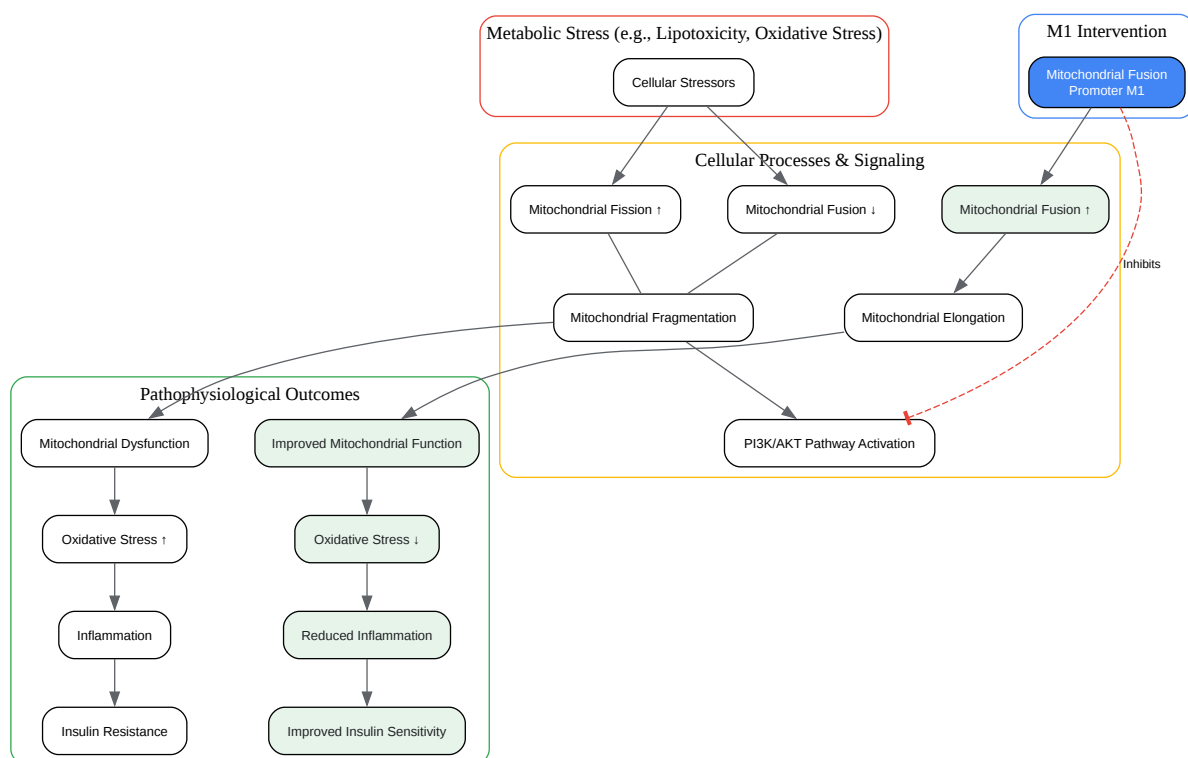 Metabolic Stress (e.g., Lipotoxicity, Oxidative Stress)
Cellular Stressors
M1 Intervention
Mitochondrial Fusion
Promoter M1
Cellular Processes & Signaling
Mitochondrial Fission ↑
Mitochondrial Fusion ↓
Mitochondrial Fusion ↑
Inhibits
Mitochondrial Fragmentation
Mitochondrial Elongation
PI3K/AKT Pathway Activation
Pathophysiological Outcomes
Mitochondrial Dysfunction
Improved Mitochondrial Function
Oxidative Stress ↑
Oxidative Stress ↓
Inflammation
Reduced Inflammation
Insulin Resistance
Improved Insulin Sensitivity